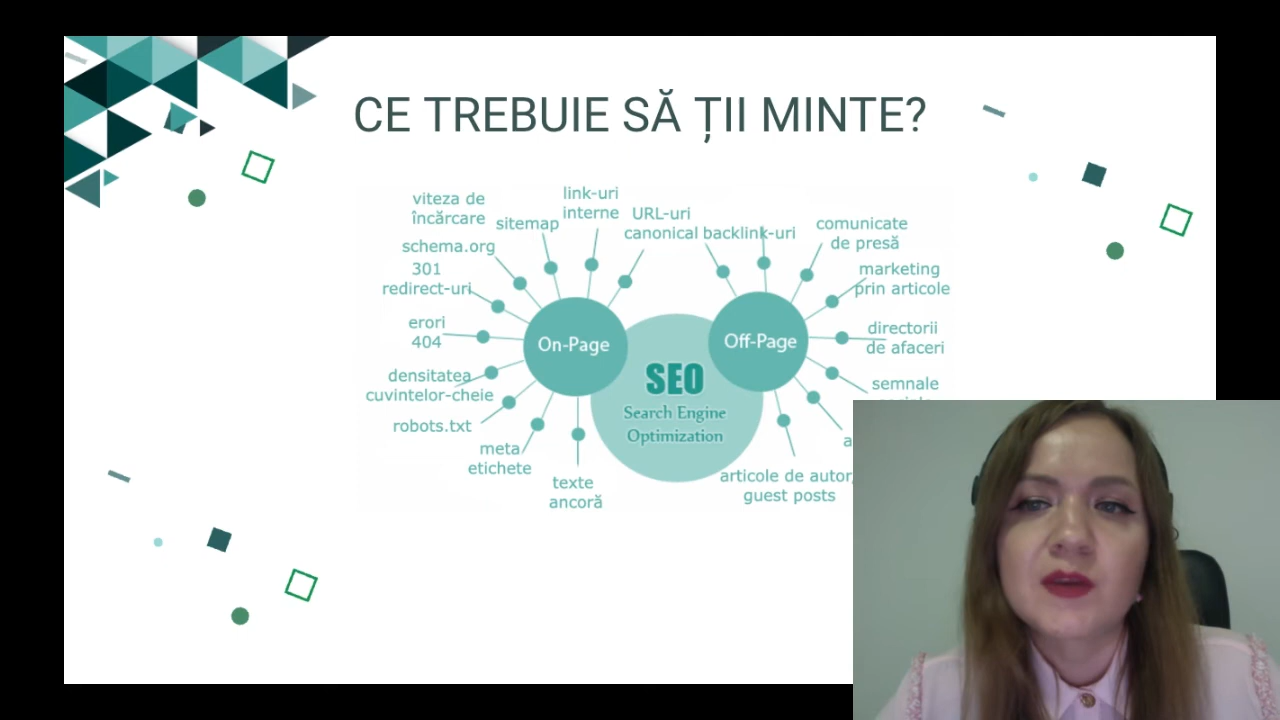 CE TREBUIE SĂ ȚII MINTE?
viteza de
încărcare
sitemap
link-uri
interne
URL-uri
canonical
backlink-uri
comunicate
de presă
schema.org
301
redirect-uri
marketing
prin articole
erori
404
On-Page
Off-Page
directorii
de afaceri
densitatea
cuvintelor-cheie
SEO
Search Engine
Optimization
semnale
robots.txt
meta
etichete
texte
ancoră
articole de autor,
guest posts